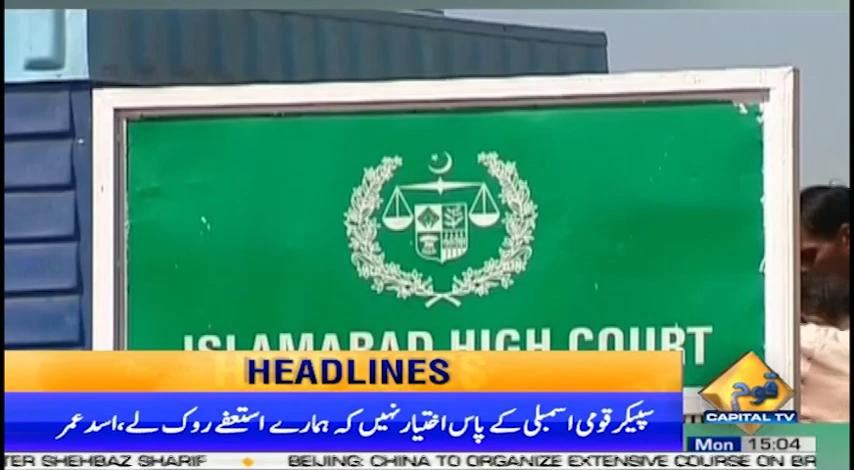 ISLAMABAD HIGH COURT
HEADLINES
سپیکر قومی اسمبلی کے پاس اختیار نہیں کہ ہمارے استعفے روک لے، اسد عمر
قوم
CAPITAL TV
Mon 15:04
TER SHEHBAZ SHARIF BEIJING: CHINA TO ORGANIZE EXTENSIVE COURSE ON BR